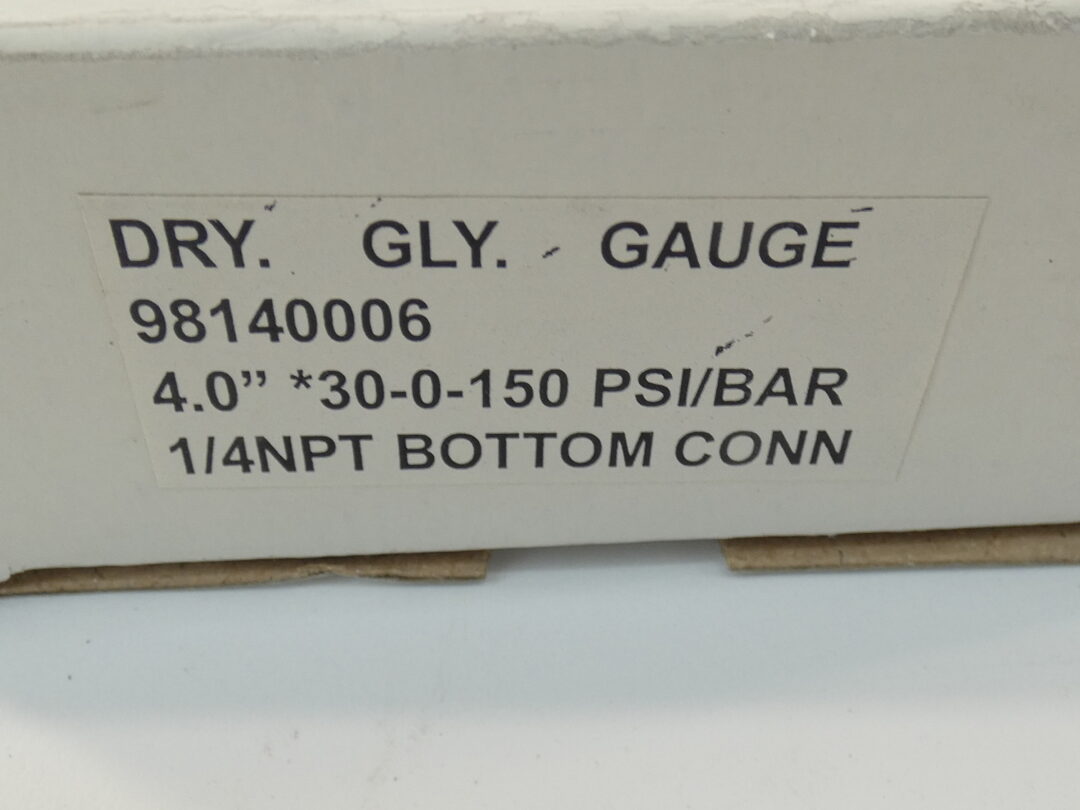 DRY. GLY. GAUGE
98140006
4.0” *30-0-150 PSI/BAR
1/4NPT BOTTOM CONN